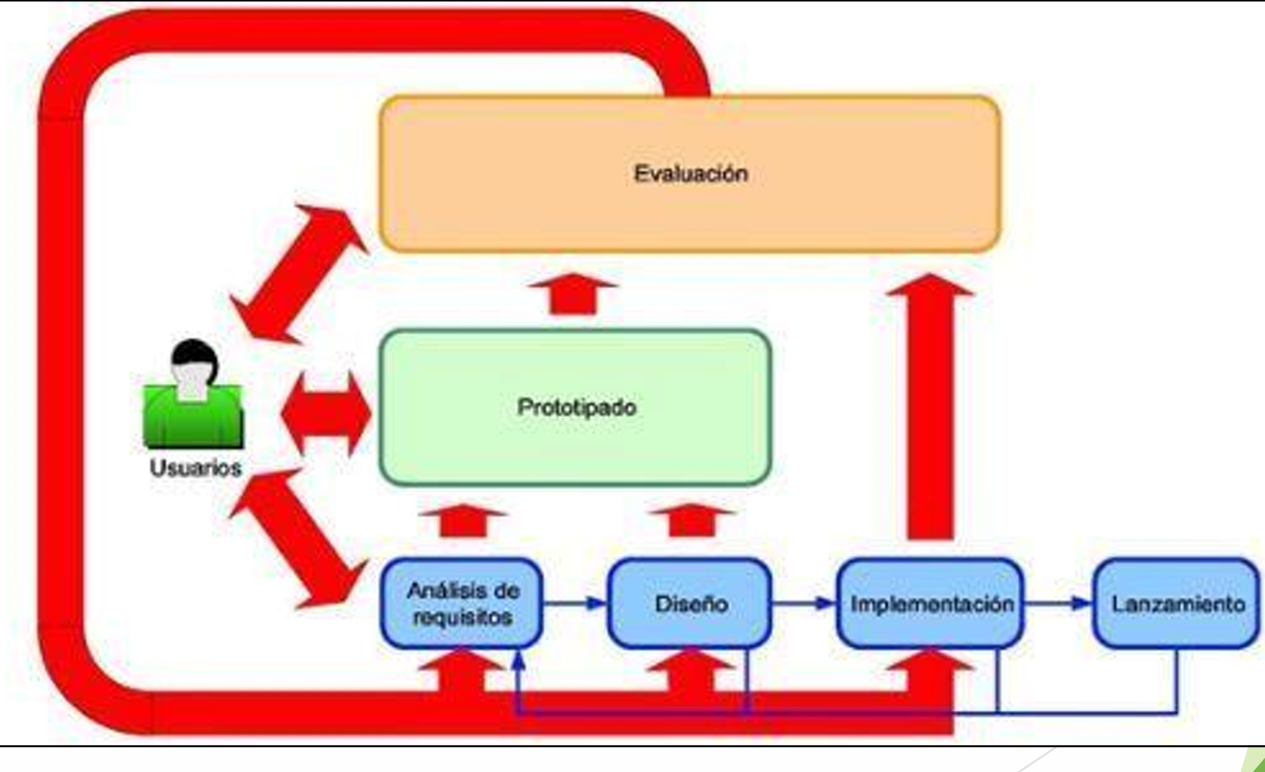 Evaluación
Prototipado
Usuarios
Análisis de
requisitos
Diseño
Implementación
Lanzamiento